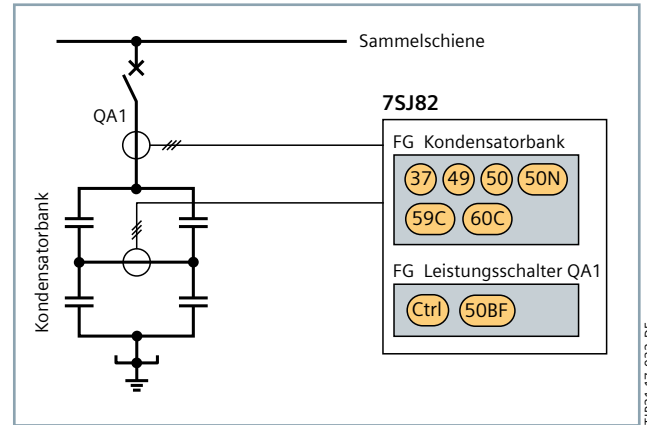 Sammelschiene
QA1
7SJ82
FG Kondensatorbank
37 49 50 50N
59C 60C
FG Leistungsschalter QA1
Ctrl 50BF
Kondensatorbank